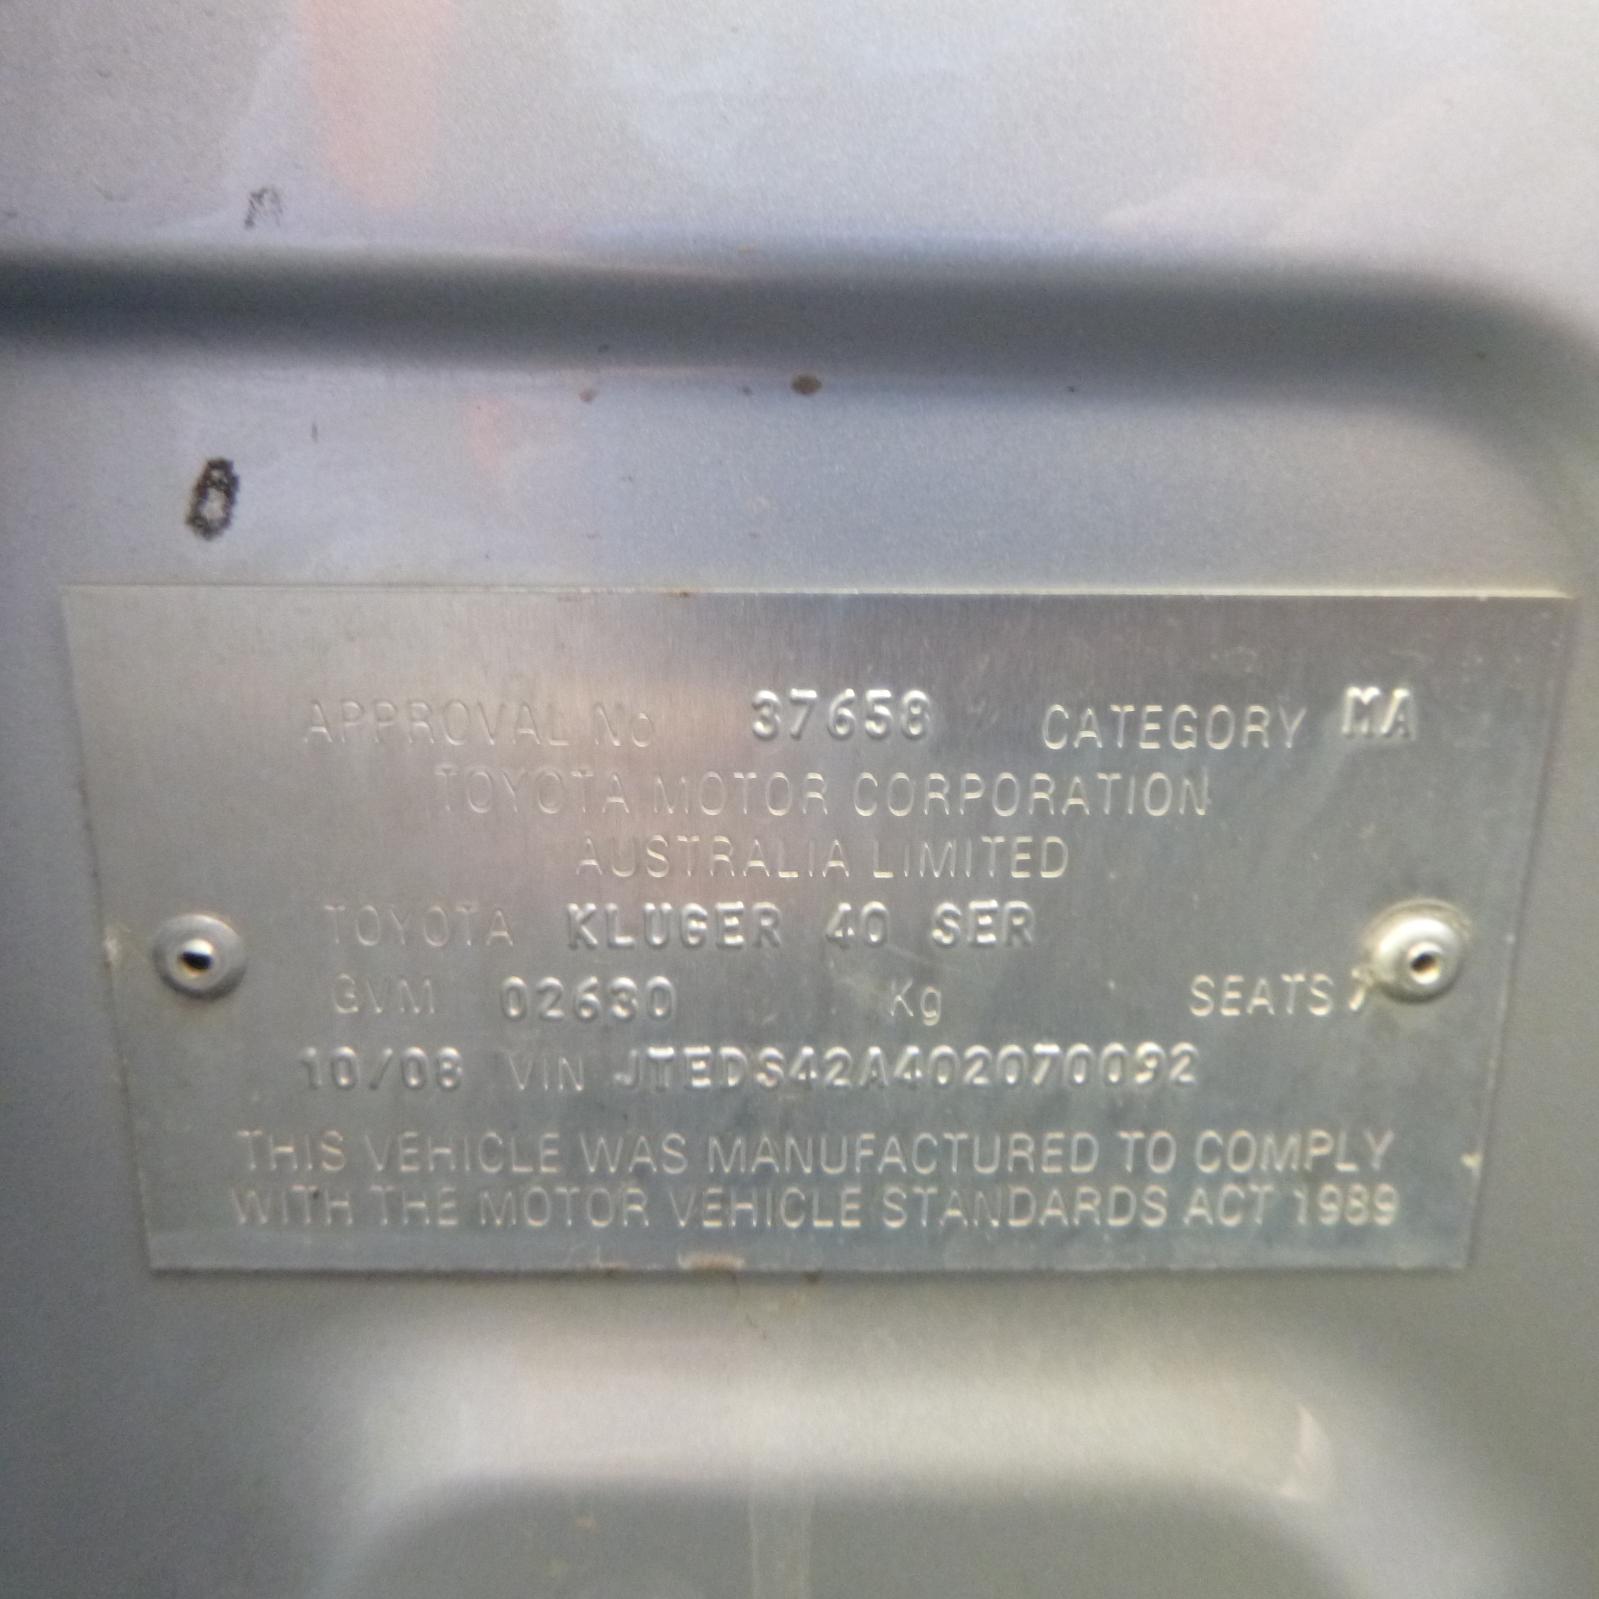 APPROVAL No 37658 CATEGORY MA
TOYOTA MOTOR CORPORATION
AUSTRALIA LIMITED
TOYOTA KLUGER 40 SER
GVM 02630 Kg SEATS 7
10/08 VIN JTEDS42A402070092
THIS VEHICLE WAS MANUFACTURED TO COMPLY
WITH THE MOTOR VEHICLE STANDARDS ACT 1989